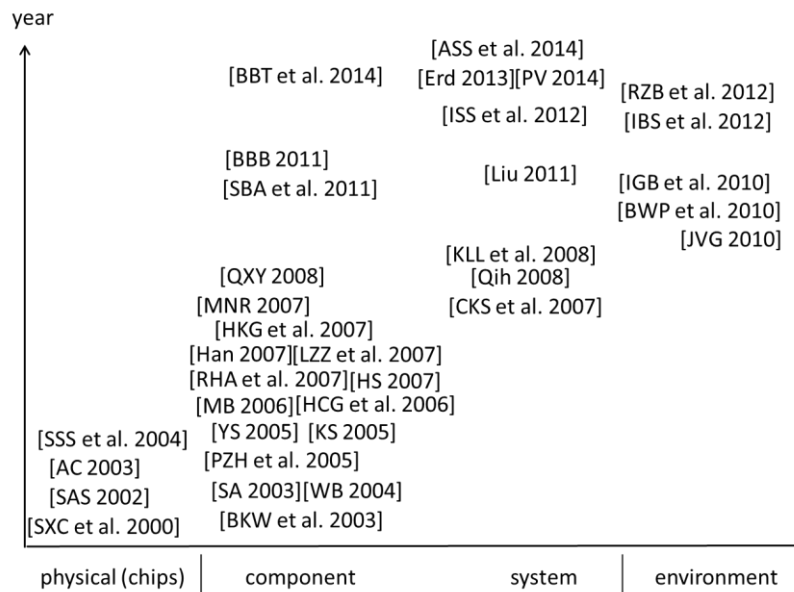 year
[ASS et al. 2014]
[BBT et al. 2014] [Erd 2013][PV 2014]
[RZB et al. 2012]
[ISS et al. 2012] [IBS et al. 2012]
[BBB 2011]
[SBA et al. 2011] [Liu 2011] [IGB et al. 2010]
[BWP et al. 2010]
[JVG 2010]
[KLL et al. 2008]
[QXY 2008] [Qih 2008]
[MNR 2007] [CKS et al. 2007]
[HKG et al. 2007]
[Han 2007][LZZ et al. 2007]
[RHA et al. 2007][HS 2007]
[MB 2006][HCG et al. 2006]
[SSS et al. 2004] [YS 2005] [KS 2005]
[AC 2003] [PZH et al. 2005]
[SAS 2002] [SA 2003][WB 2004]
[SXC et al. 2000] [BKW et al. 2003]
physical (chips) component system environment